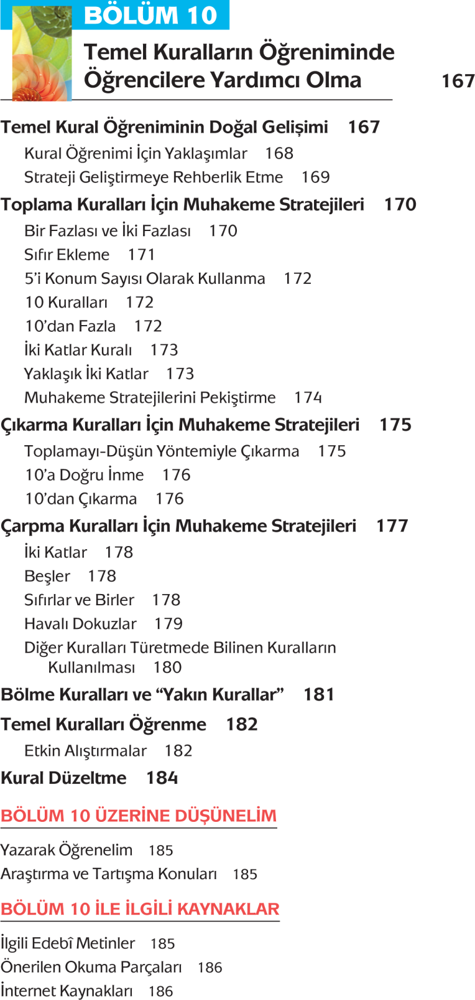 BÖLÜM 10
Temel Kuralların Öğreniminde
Öğrencilere Yardımcı Olma 167
Temel Kural Öğreniminin Doğal Gelişimi 167
Kural Öğrenimi İçin Yaklaşımlar 168
Strateji Geliştirmeye Rehberlik Etme 169
Toplama Kuralları İçin Muhakeme Stratejileri 170
Bir Fazlası ve İki Fazlası 170
Sıfır Ekleme 171
5’i Konum Sayısı Olarak Kullanma 172
10 Kuralları 172
10’dan Fazla 172
İki Katlar Kuralı 173
Yaklaşık İki Katlar 173
Muhakeme Stratejilerini Pekiştirme 174
Çıkarma Kuralları İçin Muhakeme Stratejileri 175
Toplamayı-Düşün Yöntemiyle Çıkarma 175
10’a Doğru İnme 176
10’dan Çıkarma 176
Çarpma Kuralları İçin Muhakeme Stratejileri 177
İki Katlar 178
Beşler 178
Sıfırlar ve Birler 178
Havalı Dokuzlar 179
Diğer Kuralları Türetmede Bilinen Kuralların
Kullanılması 180
Bölme Kuralları ve “Yakın Kurallar” 181
Temel Kuralları Öğrenme 182
Etkin Alıştırmalar 182
Kural Düzeltme 184
BÖLÜM 10 ÜZERİNE DÜŞÜNELİM
Yazarak Öğrenelim 185
Araştırma ve Tartışma Konuları 185
BÖLÜM 10 İLE İLGİLİ KAYNAKLAR
İlgili Edebî Metinler 185
Önerilen Okuma Parçaları 186
İnternet Kaynakları 186